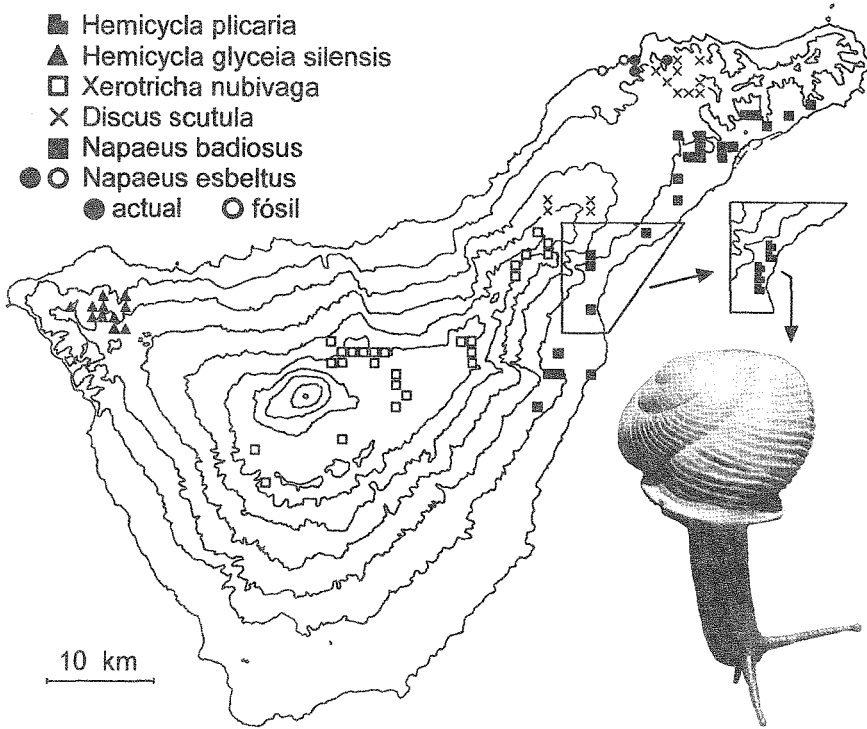 Hemicycla plicaria
Hemicycla glyceia silensis
Xerotricha nubivaga
Discus scutula
Napaeus badiosus
Napaeus esbeltus
actual fósil
10 km